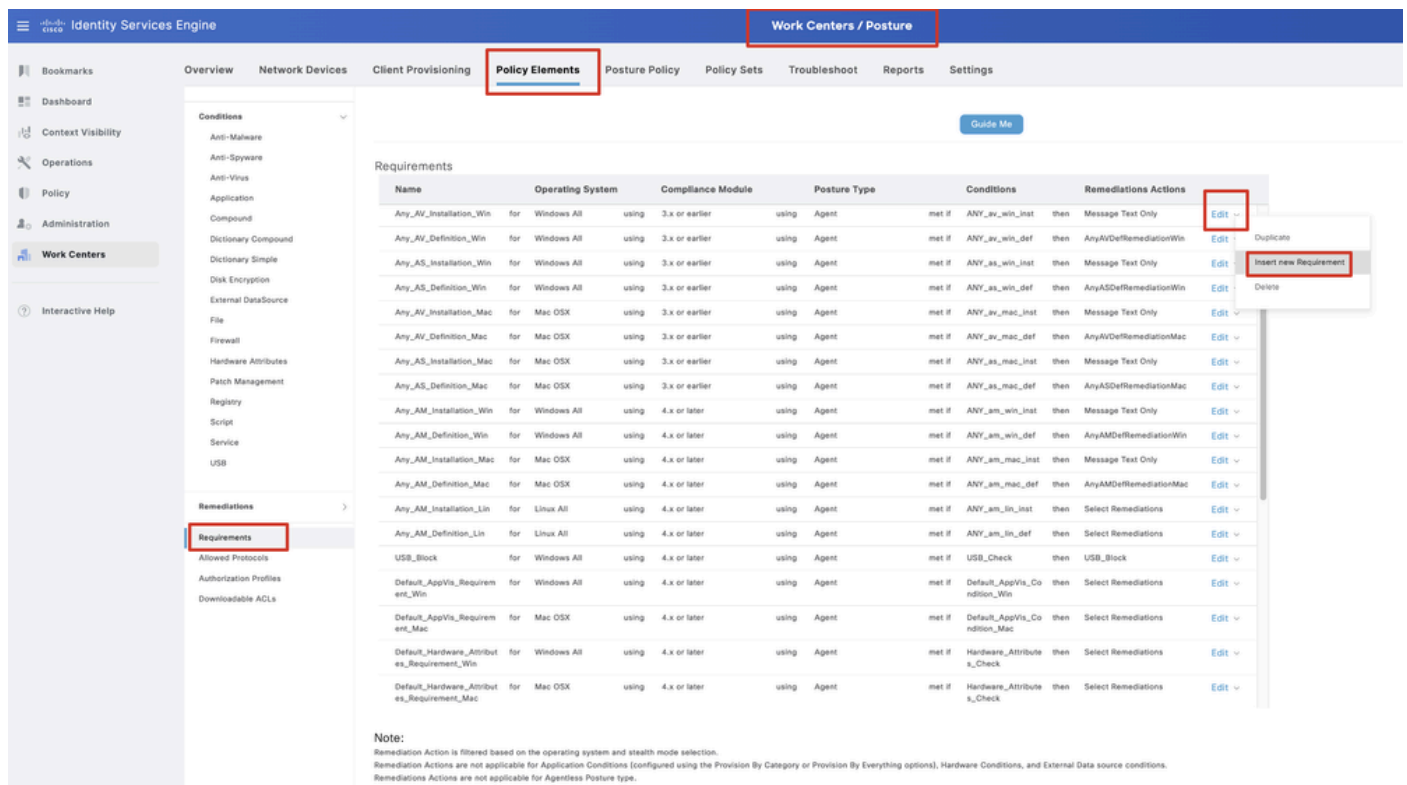 cisco Identity Services Engine
Work Centers / Posture
Bookmarks
Dashboard
Context Visibility
Operations
Policy
Administration
Work Centers
Interactive Help
Overview Network Devices Client Provisioning Policy Elements Posture Policy Policy Sets Troubleshoot Reports Settings
Conditions
Anti-Malware
Anti-Spyware
Anti-Virus
Application
Compound
Dictionary Compound
Dictionary Simple
Disk Encryption
External DataSource
File
Firewall
Hardware Attributes
Patch Management
Registry
Script
Service
USB
Remediations
Requirements
Allowed Protocols
Authorization Profiles
Downloadable ACLs
Guide Me
Requirements
Name Operating System Compliance Module Posture Type Conditions Remediations Actions
Any_AV_Installation_Win for Windows All using 3.x or earlier using Agent met if ANY_av_win_inst then Message Text Only Edit
Any_AV_Definition_Win for Windows All using 3.x or earlier using Agent met if ANY_av_win_def then AnyAVDefRemediationWin Edit
Any_AS_Installation_Win for Windows All using 3.x or earlier using Agent met if ANY_as_win_inst then Message Text Only Edit
Any_AS_Definition_Win for Windows All using 3.x or earlier using Agent met if ANY_as_win_def then AnyASDefRemediationWin Edit
Any_AV_Installation_Mac for Mac OSX using 3.x or earlier using Agent met if ANY_av_mac_inst then Message Text Only Edit
Any_AV_Definition_Mac for Mac OSX using 3.x or earlier using Agent met if ANY_av_mac_def then AnyAVDefRemediationMac Edit
Any_AS_Installation_Mac for Mac OSX using 3.x or earlier using Agent met if ANY_as_mac_inst then Message Text Only Edit
Any_AS_Definition_Mac for Mac OSX using 3.x or earlier using Agent met if ANY_as_mac_def then AnyASDefRemediationMac Edit
Any_AM_Installation_Win for Windows All using 4.x or later using Agent met if ANY_am_win_inst then Message Text Only Edit
Any_AM_Definition_Win for Windows All using 4.x or later using Agent met if ANY_am_win_def then AnyAMDefRemediationWin Edit
Any_AM_Installation_Mac for Mac OSX using 4.x or later using Agent met if ANY_am_mac_inst then Message Text Only Edit
Any_AM_Definition_Mac for Mac OSX using 4.x or later using Agent met if ANY_am_mac_def then AnyAMDefRemediationMac Edit
Any_AM_Installation_Lin for Linux All using 4.x or later using Agent met if ANY_am_lin_inst then Select Remediations Edit
Any_AM_Definition_Lin for Linux All using 4.x or later using Agent met if ANY_am_lin_def then Select Remediations Edit
USB_Block for Windows All using 4.x or later using Agent met if USB_Check then USB_Block Edit
Default_AppVis_Requirem for Windows All using 4.x or later using Agent met if Default_AppVis_Co then Select Remediations Edit
ent_Win ndition_Win
Default_AppVis_Requirem for Mac OSX using 4.x or later using Agent met if Default_AppVis_Co then Select Remediations Edit
ent_Mac ndition_Mac
Default_Hardware_Attribut for Windows All using 4.x or later using Agent met if Hardware_Attribute then Select Remediations Edit
es_Requirement_Win s_Check
Default_Hardware_Attribut for Mac OSX using 4.x or later using Agent met if Hardware_Attribute then Select Remediations Edit
es_Requirement_Mac s_Check
Duplicate
Insert new Requirement
Delete
Note:
Remediation Action is filtered based on the operating system and stealth mode selection.
Remediation Actions are not applicable for Application Conditions (configured using the Provision By Category or Provision By Everything options), Hardware Conditions, and External Data source conditions.
Remediations Actions are not applicable for Agentless Posture type.